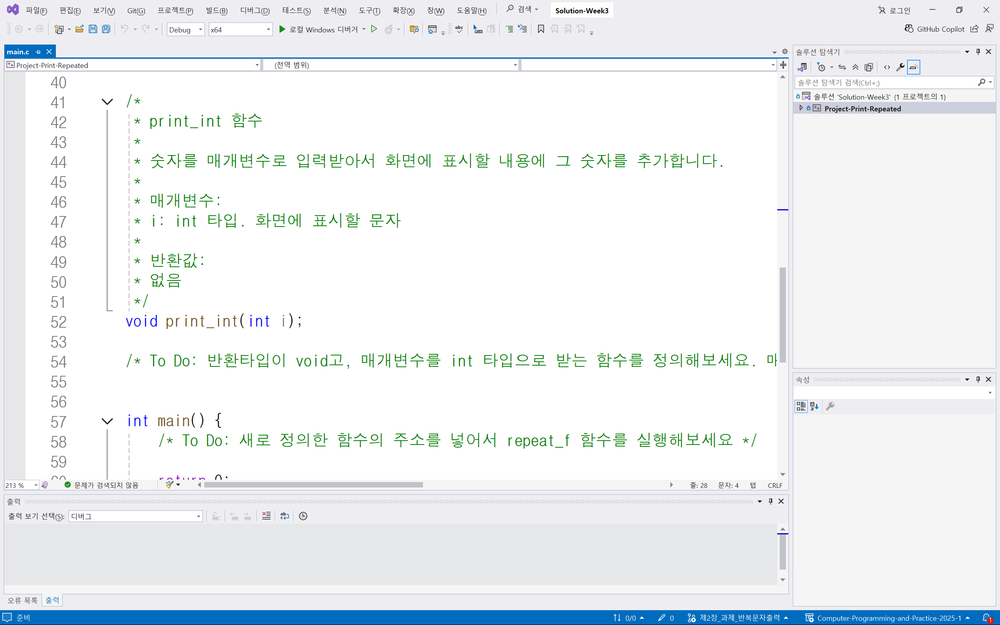 파일(F) 편집(E) 보기(V) Git(G) 프로젝트(P) 빌드(B) 디버그(D) 테스트(S) 분석(N) 도구(T) 확장(X) 창(W) 도움말(H) 검색 Solution-Week3 로그인
Debug x64 로컬 Windows 디버거 GitHub Copilot
main.c
Project-Print-Repeated (전역 범위)
40
41 /*
42 * print_int 함수
43 *
44 * 숫자를 매개변수로 입력받아서 화면에 표시할 내용에 그 숫자를 추가합니다.
45 *
46 * 매개변수:
47 * i: int 타입. 화면에 표시할 문자
48 *
49 * 반환값:
50 * 없음
51 */
52 void print_int(int i);
53
54 /* To Do: 반환타입이 void고, 매개변수를 int 타입으로 받는 함수를 정의해보세요.
55
56
57 int main() {
58 /* To Do: 새로 정의한 함수의 주소를 넣어서 repeat_f 함수를 실행해보세요 */
59
60 return 0;
213 % 문제가 검색되지 않음 줄: 28 문자: 4 탭 CRLF
출력
출력 보기 선택(S): 디버그
오류 목록 출력
솔루션 탐색기
솔루션 탐색기 검색(Ctrl+;)
솔루션 'Solution-Week3' (1 프로젝트의 1)
Project-Print-Repeated
속성
준비 0/0 0 제2장_과제_반복문자출력 Computer-Programming-and-Practice-2025-1 1